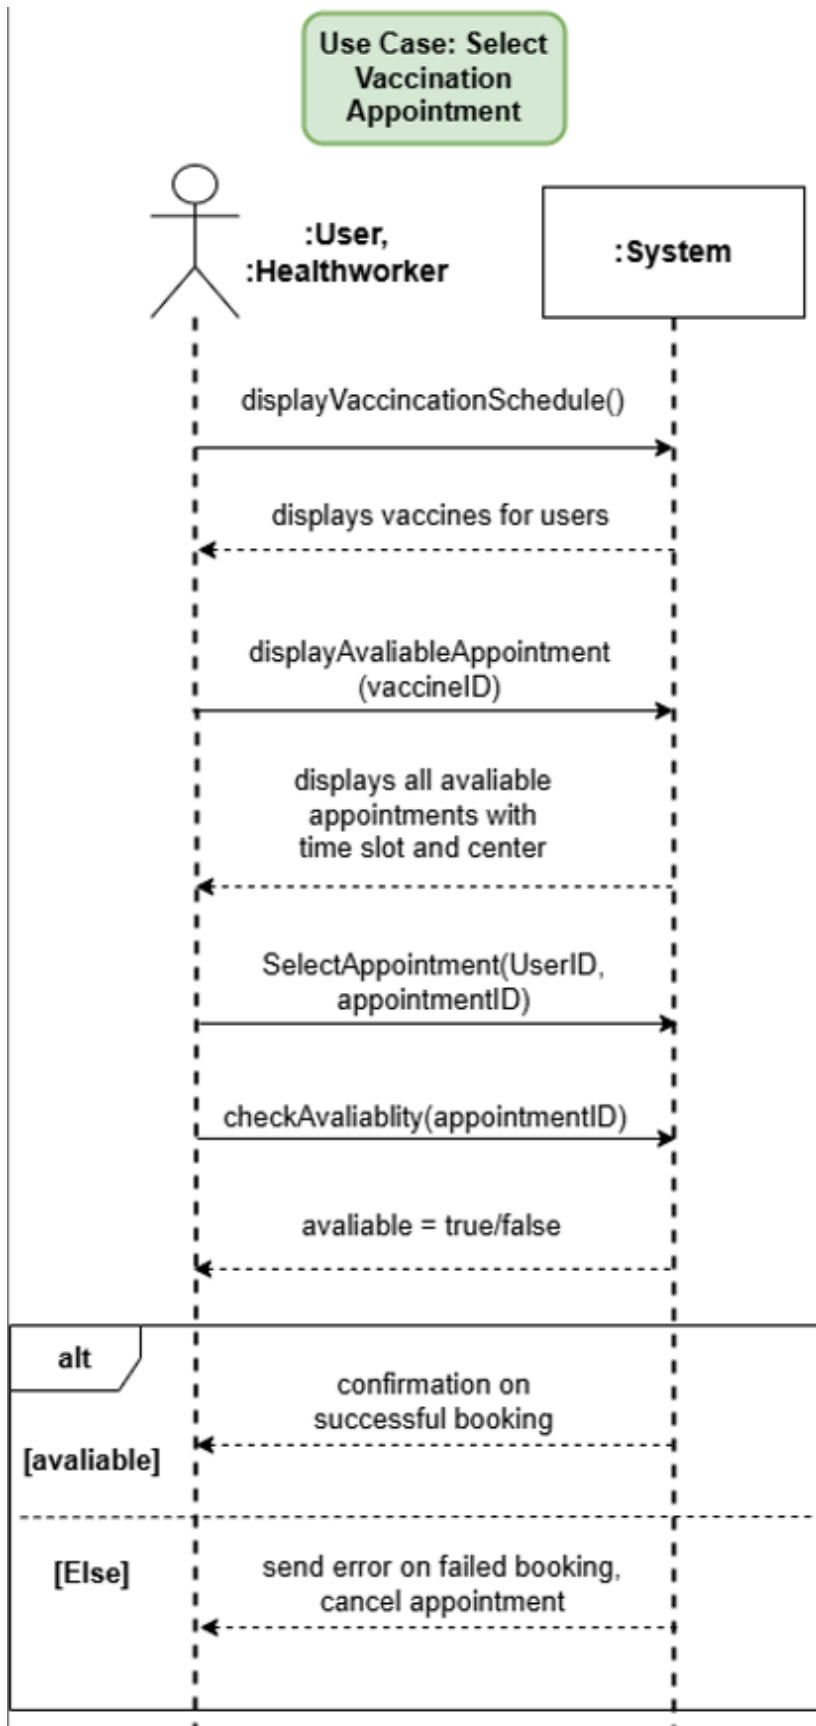 Use Case: Select
Vaccination
Appointment
:User,
:Healthworker
:System
displayVaccincationSchedule()
displays vaccines for users
displayAvaliableAppointment
(vaccineID)
displays all avaliable
appointments with
time slot and center
SelectAppointment(UserID,
appointmentID)
checkAvaliablity(appointmentID)
avaliable = true/false
alt
confirmation on
successful booking
[avaliable]
[Else]
send error on failed booking,
cancel appointment